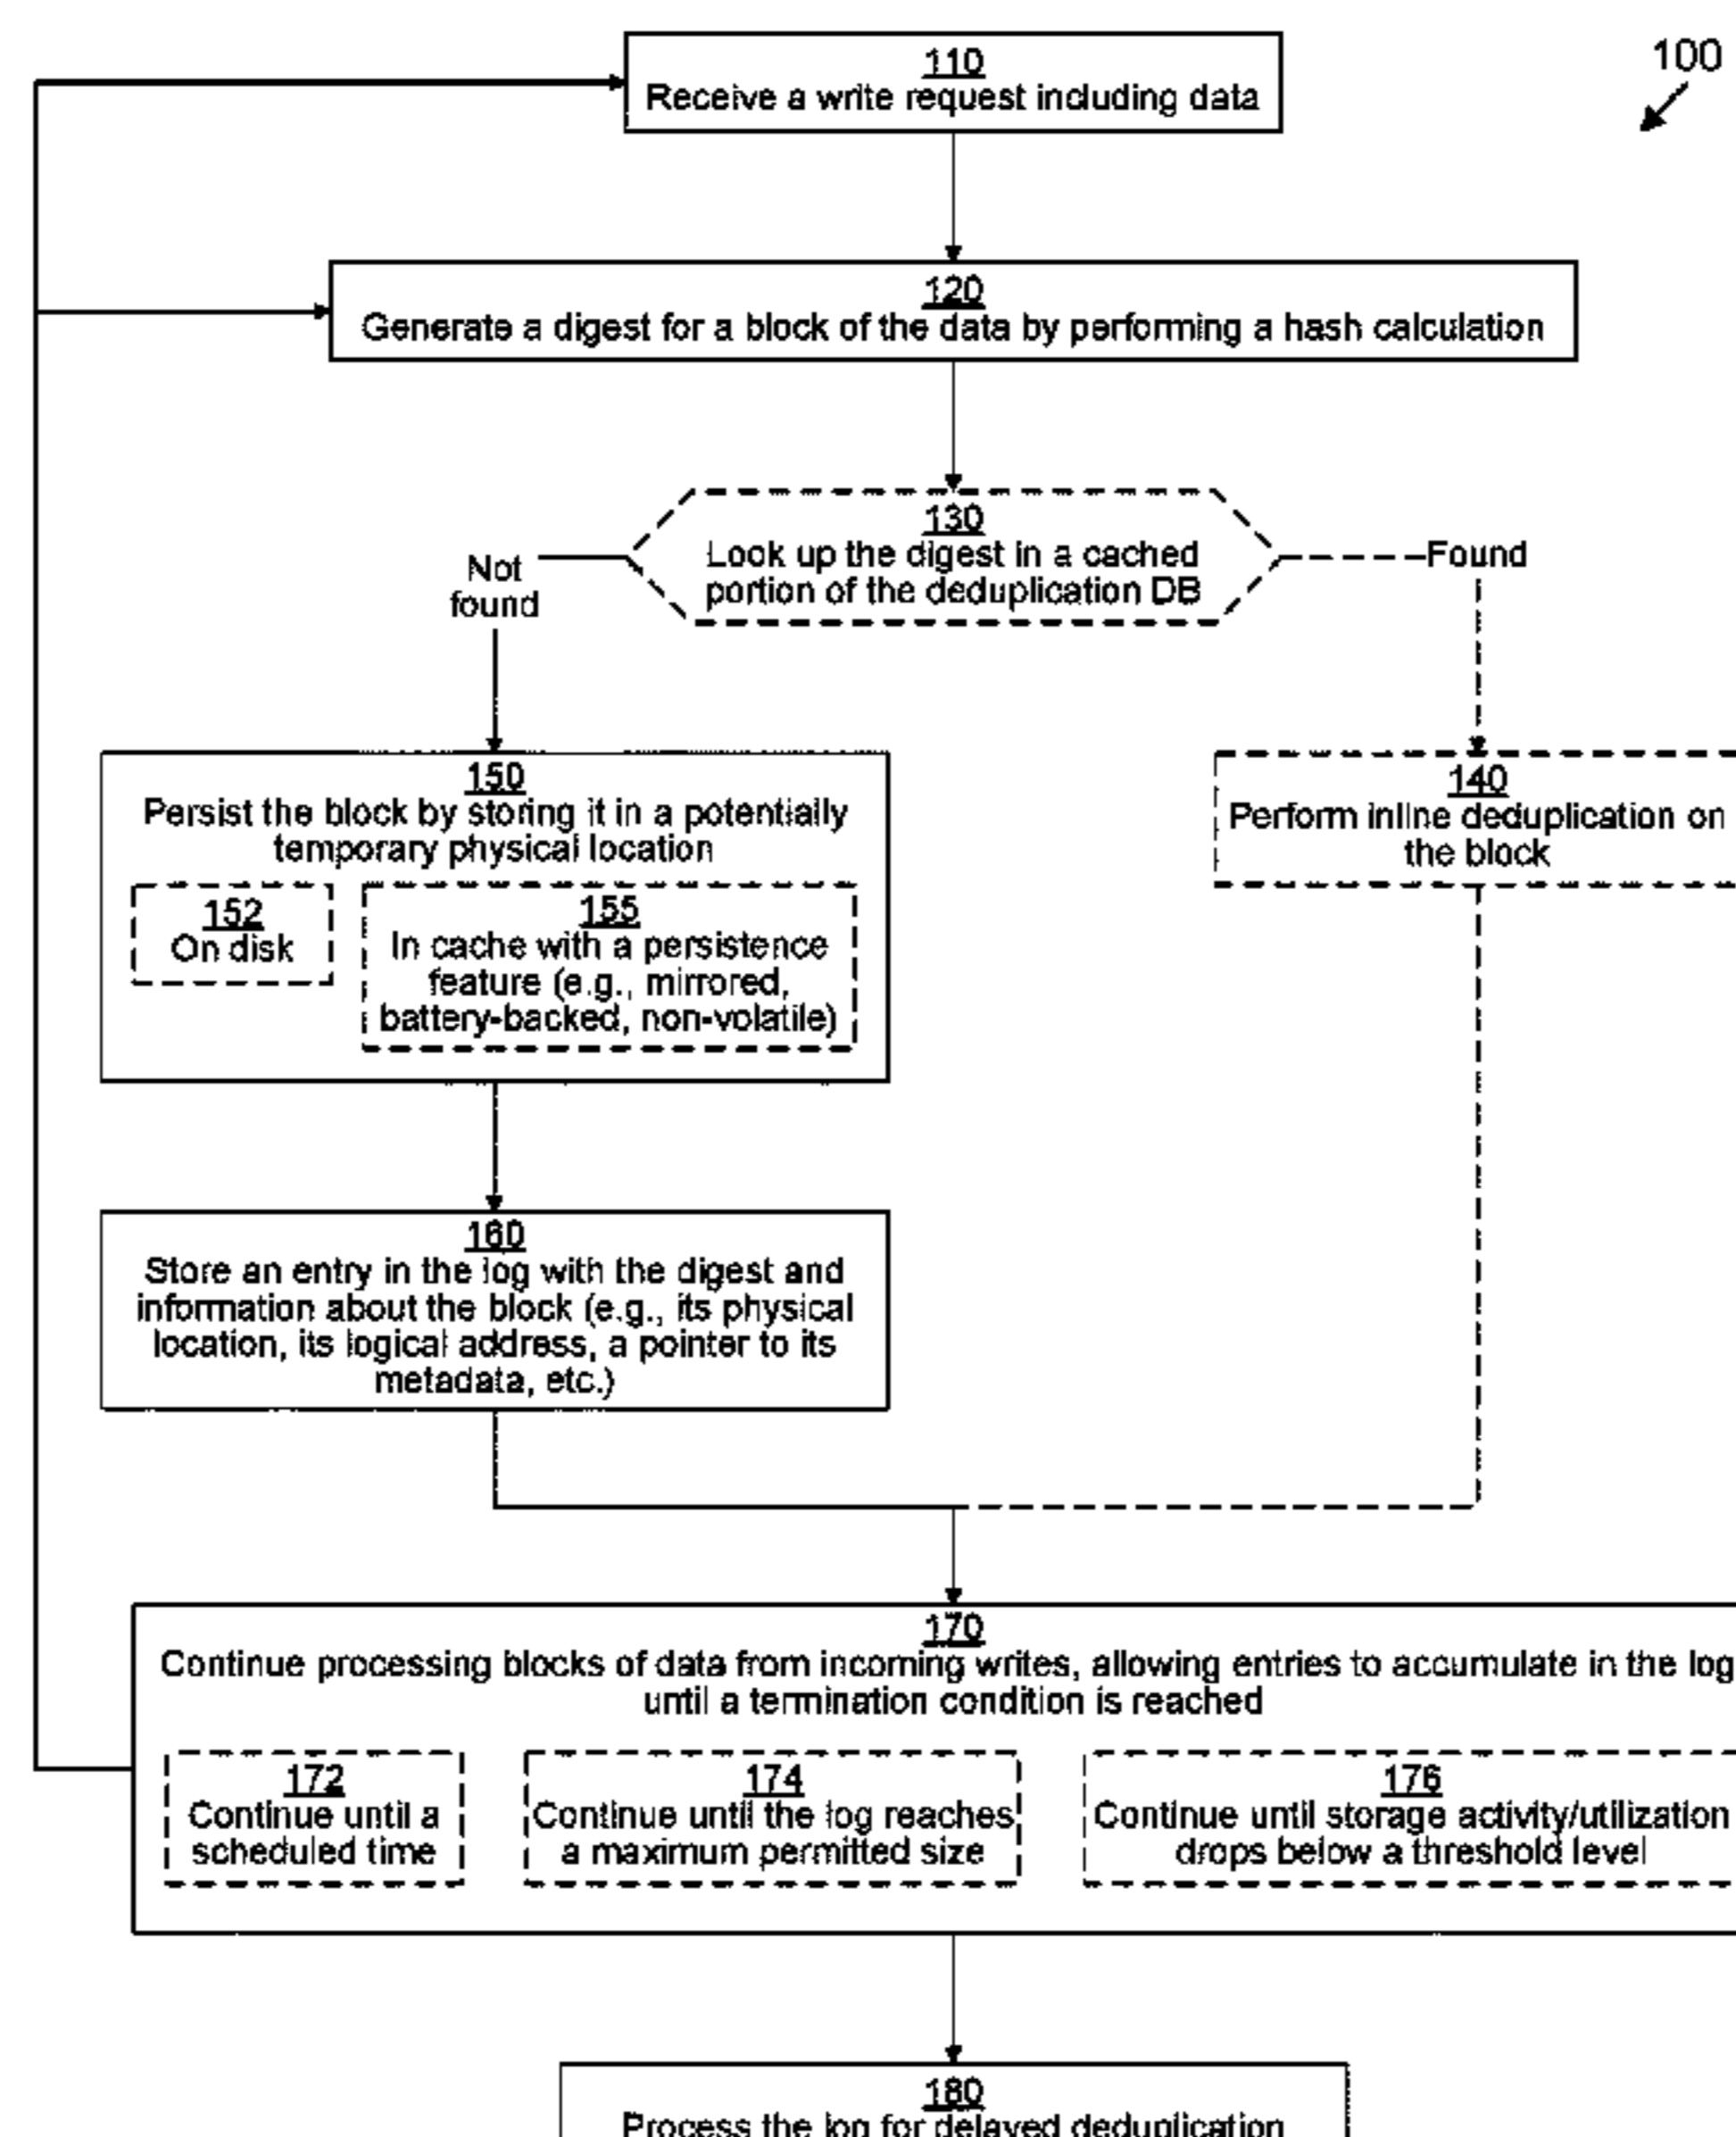 100
110
Receive a write request including data
120
Generate a digest for a block of the data by performing a hash calculation
130
Look up the digest in a cached
portion of the deduplication DB
Not
found
Found
150
Persist the block by storing it in a potentially
temporary physical location
152
On disk
155
In cache with a persistence
feature (e.g., mirrored,
battery-backed, non-volatile)
140
Perform inline deduplication on
the block
160
Store an entry in the log with the digest and
information about the block (e.g., its physical
location, its logical address, a pointer to its
metadata, etc.)
170
Continue processing blocks of data from incoming writes, allowing entries to accumulate in the log
until a termination condition is reached
172
Continue until a
scheduled time
174
Continue until the log reaches
a maximum permitted size
176
Continue until storage activity/utilization
drops below a threshold level
180
Process the log for delayed deduplication